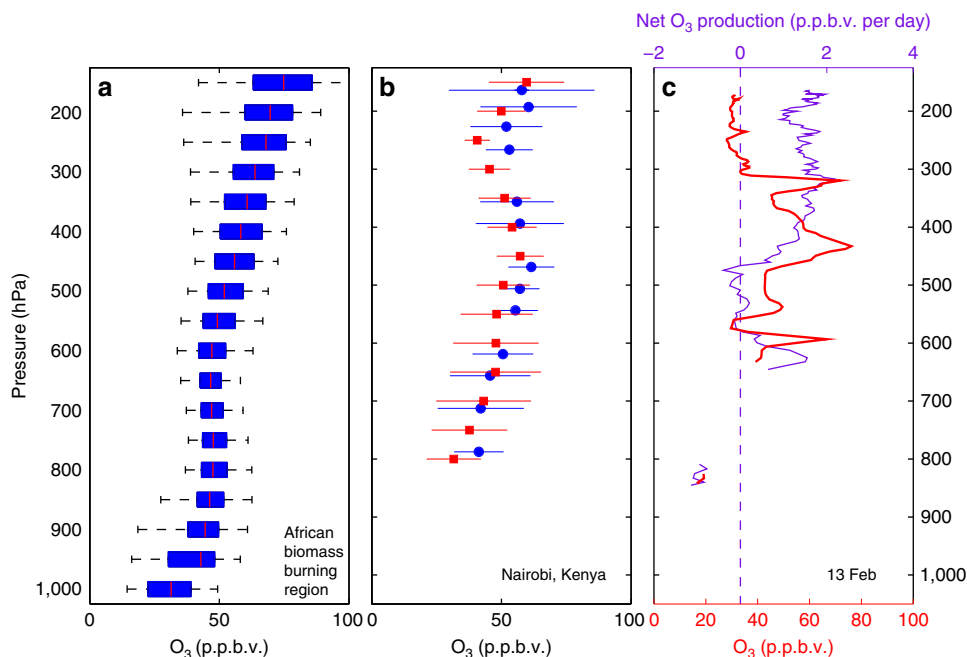 Net O3 production (p.p.b.v. per day)
−2 0 2 4
a b c
200 200
300 300
400 400
500 500
600 600
700 700
800 800
900 900
1,000 1,000
Pressure (hPa)
African
biomass
burning
region
Nairobi, Kenya
13 Feb
0 50 100
0 50 100
0 20 40 60 80 100
O3 (p.p.b.v.)
O3 (p.p.b.v.)
O3 (p.p.b.v.)